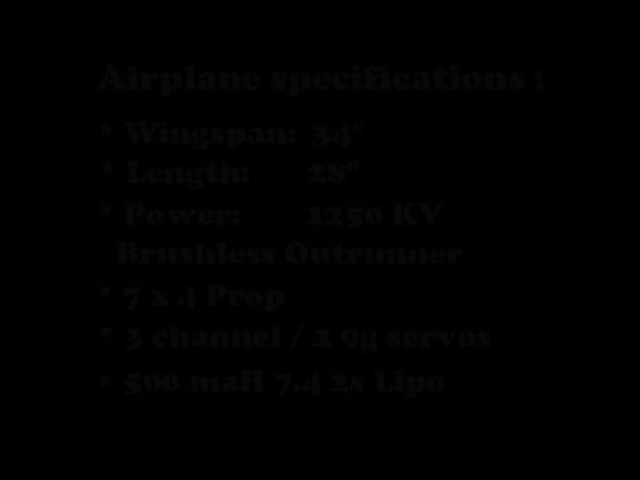 Airplane specifications :
* Wingspan: 34"
* Length: 28"
* Power: 1250 KV
Brushless Outrunner
* 7 x 4 Prop
* 3 channel / 2 9g servos
* 500 maH 7.4 2s Lipo